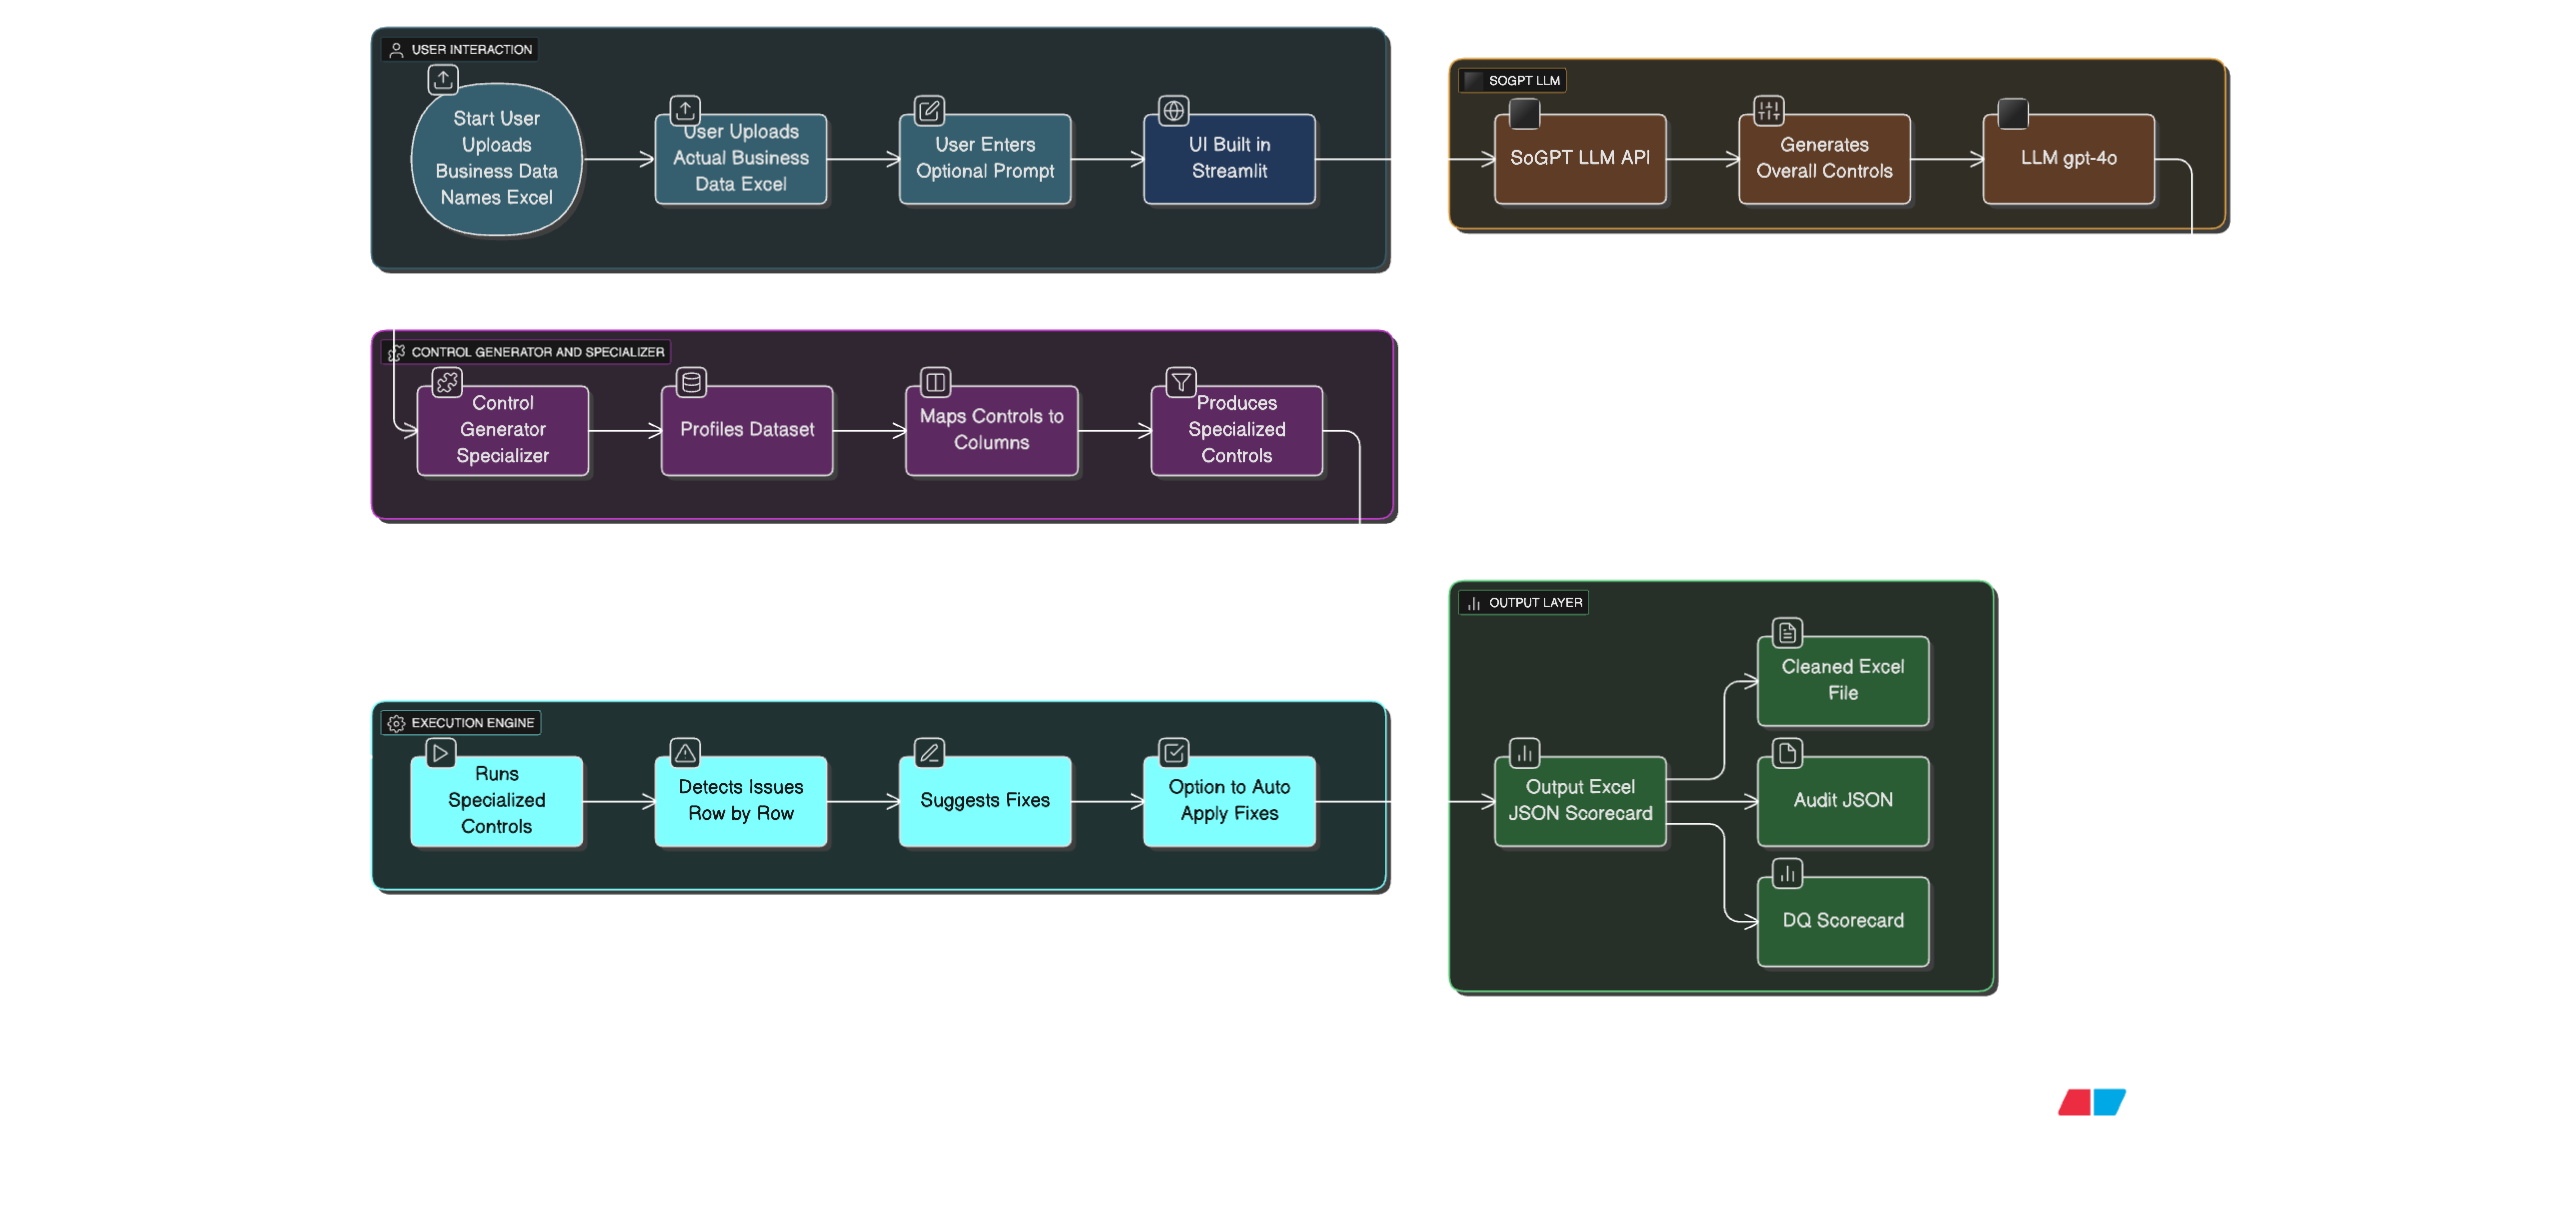 USER INTERACTION
Start User
Uploads
Business Data
Names Excel
User Uploads
Actual Business
Data Excel
User Enters
Optional Prompt
UI Built in
Streamlit
SOGPT LLM
SoGPT LLM API
Generates
Overall Controls
LLM gpt-4o
CONTROL GENERATOR AND SPECIALIZER
Control
Generator
Specializer
Profiles Dataset
Maps Controls to
Columns
Produces
Specialized
Controls
EXECUTION ENGINE
Runs
Specialized
Controls
Detects Issues
Row by Row
Suggests Fixes
Option to Auto
Apply Fixes
OUTPUT LAYER
Output Excel
JSON Scorecard
Cleaned Excel
File
Audit JSON
DQ Scorecard